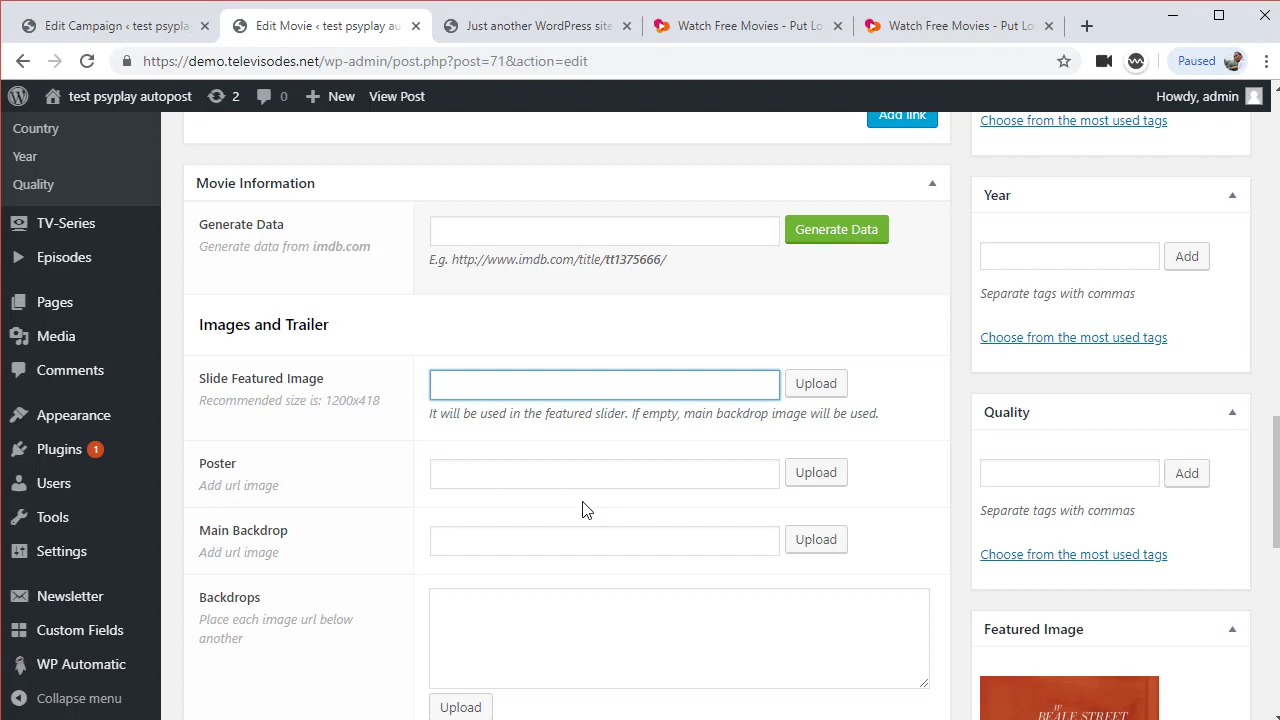 Edit Campaign ‹ test psyplay
Edit Movie ‹ test psyplay au
Just another WordPress site
Watch Free Movies - Put Lo
Watch Free Movies - Put Lo
https://demo.televisodes.net/wp-admin/post.php?post=71&action=edit
Paused
test psyplay autopost
2
0
New
View Post
Howdy, admin
Country
Year
Quality
TV-Series
Episodes
Pages
Media
Comments
Appearance
Plugins 1
Users
Tools
Settings
Newsletter
Custom Fields
WP Automatic
Collapse menu
Add link
Movie Information
Generate Data
Generate data from imdb.com
Generate Data
E.g. http://www.imdb.com/title/tt1375666/
Images and Trailer
Slide Featured Image
Recommended size is: 1200x418
Upload
It will be used in the featured slider. If empty, main backdrop image will be used.
Poster
Add url image
Upload
Main Backdrop
Add url image
Upload
Backdrops
Place each image url below
another
Upload
Choose from the most used tags
Year
Add
Separate tags with commas
Choose from the most used tags
Quality
Add
Separate tags with commas
Choose from the most used tags
Featured Image
IF
BEALE STREET